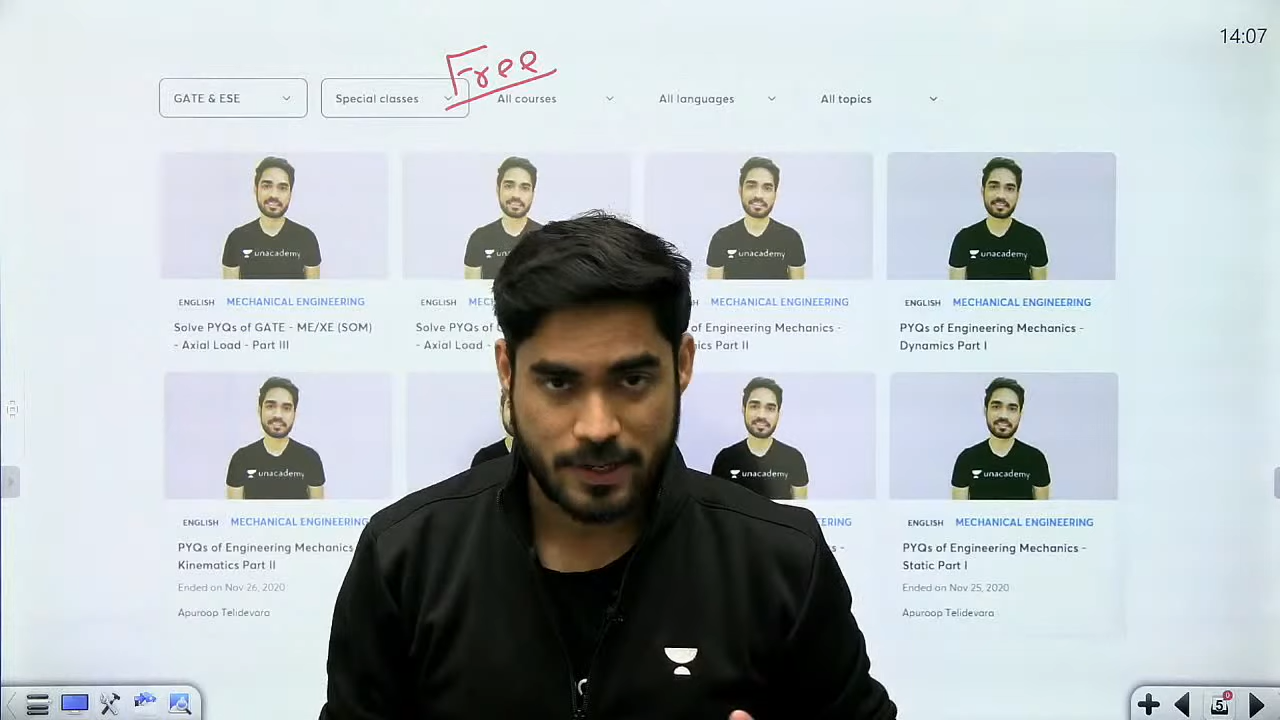 14:07
Free
GATE & ESE
Special classes
All courses
All languages
All topics
unacademy
unacademy
unacademy
ENGLISH MECHANICAL ENGINEERING
ENGLISH
MECHANICAL ENGINEERING
ENGLISH MECHANICAL ENGINEERING
Solve PYQs of GATE - ME/XE (SOM)
- Axial Load - Part III
Solve PYQs of
- Axial Load -
of Engineering Mechanics -
Part II
PYQs of Engineering Mechanics -
Dynamics Part I
unacademy
unacademy
unacademy
ENGLISH MECHANICAL ENGINEERING
ENGLISH MECHANICAL ENGINEERING
PYQs of Engineering Mechanics
Kinematics Part II
PYQs of Engineering Mechanics -
Static Part I
Ended on Nov 26, 2020
Ended on Nov 25, 2020
Apuroop Telidevara
Apuroop Telidevara
5
0